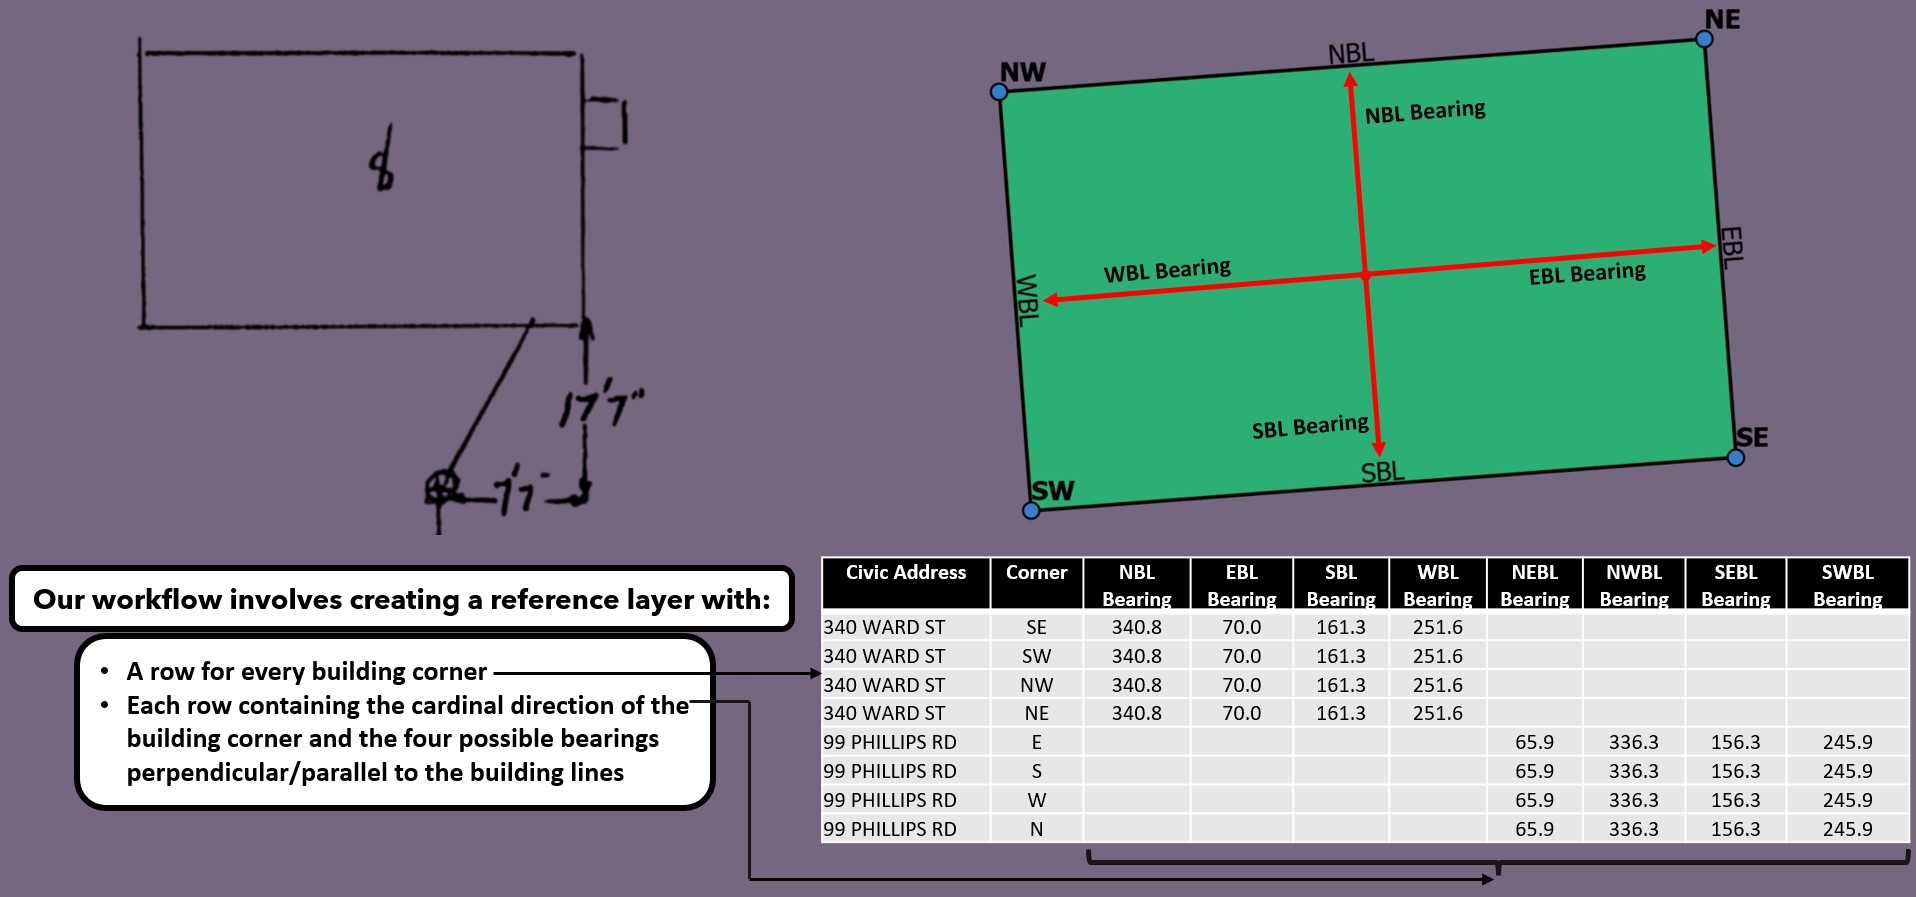 8
17'7"
7'7"
NW
NE
NBL
NBL Bearing
WBL
WBL Bearing
EBL Bearing
EBL
SBL Bearing
SBL
SW
SE
Our workflow involves creating a reference layer with:
• A row for every building corner
• Each row containing the cardinal direction of the
building corner and the four possible bearings
perpendicular/parallel to the building lines
Civic Address Corner NBL Bearing EBL Bearing SBL Bearing WBL Bearing NEBL Bearing NWBL Bearing SEBL Bearing SWBL Bearing
340 WARD ST SE 340.8 70.0 161.3 251.6
340 WARD ST SW 340.8 70.0 161.3 251.6
340 WARD ST NW 340.8 70.0 161.3 251.6
340 WARD ST NE 340.8 70.0 161.3 251.6
99 PHILLIPS RD E 65.9 336.3 156.3 245.9
99 PHILLIPS RD S 65.9 336.3 156.3 245.9
99 PHILLIPS RD W 65.9 336.3 156.3 245.9
99 PHILLIPS RD N 65.9 336.3 156.3 245.9